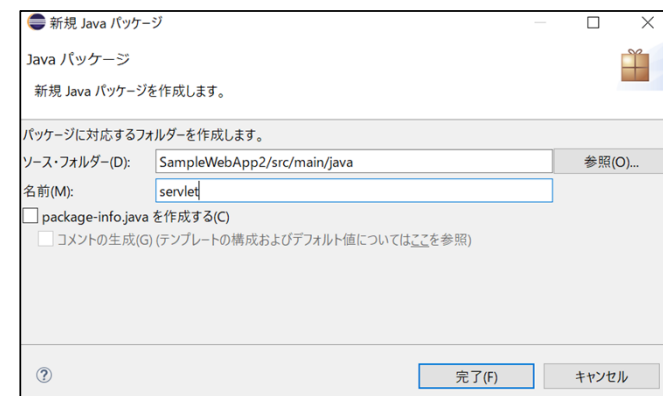 新規 Java パッケージ
Java パッケージ
新規 Java パッケージを作成します。
パッケージに対応するフォルダーを作成します。
ソース・フォルダー(D): SampleWebApp2/src/main/java 参照(O)...
名前(M): servlet
package-info.java を作成する(C)
コメントの生成(G) (テンプレートの構成およびデフォルト値についてはここを参照)
? 完了(F) キャンセル